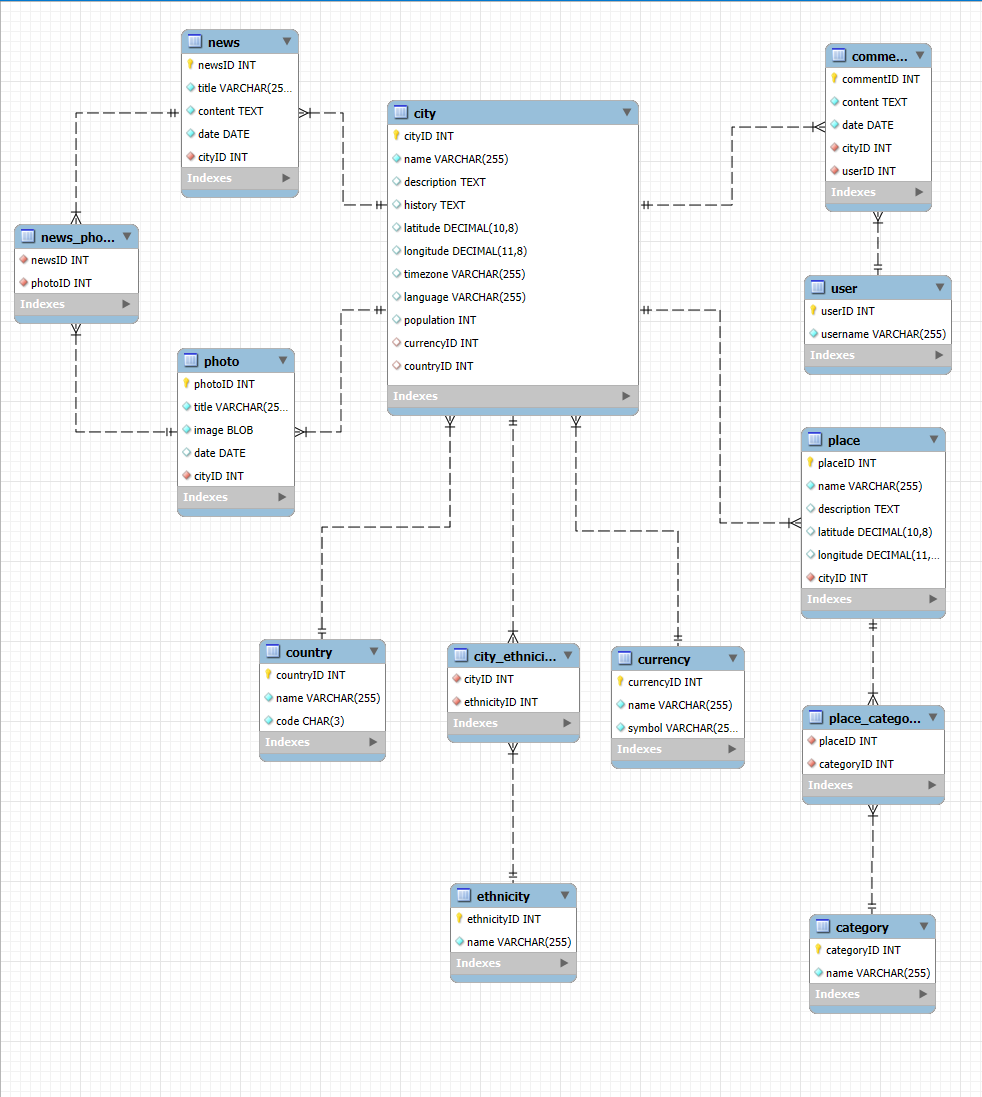 news
newsID INT
title VARCHAR(25...
content TEXT
date DATE
cityID INT
Indexes
comme...
commentID INT
content TEXT
date DATE
cityID INT
userID INT
Indexes
city
cityID INT
name VARCHAR(255)
description TEXT
history TEXT
latitude DECIMAL(10,8)
longitude DECIMAL(11,8)
timezone VARCHAR(255)
language VARCHAR(255)
population INT
currencyID INT
countryID INT
Indexes
news_pho...
newsID INT
photoID INT
Indexes
user
userID INT
username VARCHAR(255)
Indexes
photo
photoID INT
title VARCHAR(25...
image BLOB
date DATE
cityID INT
Indexes
place
placeID INT
name VARCHAR(255)
description TEXT
latitude DECIMAL(10,8)
longitude DECIMAL(11,...
cityID INT
Indexes
country
countryID INT
name VARCHAR(255)
code CHAR(3)
Indexes
city_ethnici...
cityID INT
ethnicityID INT
Indexes
currency
currencyID INT
name VARCHAR(255)
symbol VARCHAR(25...
Indexes
place_catego...
placeID INT
categoryID INT
Indexes
ethnicity
ethnicityID INT
name VARCHAR(255)
Indexes
category
categoryID INT
name VARCHAR(255)
Indexes